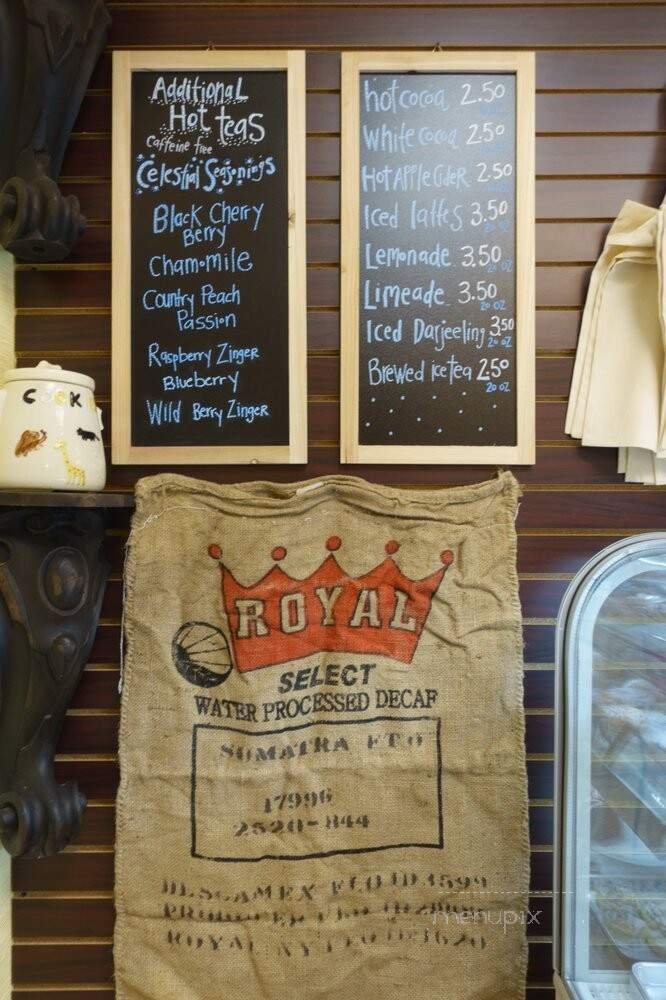 Additional
Hot teas
caffeine free
Celestial Seasonings
Black Cherry
Berry
Chamomile
Country Peach
Passion
Raspberry Zinger
Blueberry
Wild Berry Zinger
hot cocoa 2.50
white cocoa 2.50
Hot Apple Cider 2.50
Iced lattes 3.50
20 oz
Lemonade 3.50
20 oz
Limeade 3.50
20 oz
Iced Darjeeling 3.50
20 oz
Brewed ice tea 2.50
20 oz
COOK
ROYAL
SELECT
WATER PROCESSED DECAF
SUMATRA FTO
17996
2520-844
menupix